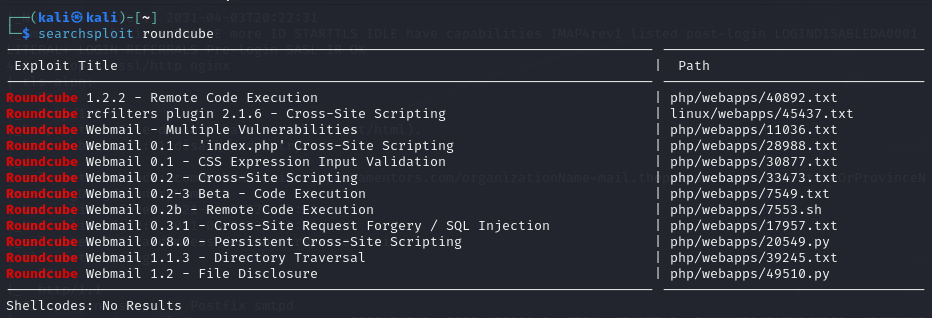 (kali㉿kali)-[~]
$ searchsploit roundcube
Exploit Title | Path
Roundcube 1.2.2 - Remote Code Execution | php/webapps/40892.txt
Roundcube rcfilters plugin 2.1.6 - Cross-Site Scripting | linux/webapps/45437.txt
Roundcube Webmail - Multiple Vulnerabilities | php/webapps/11036.txt
Roundcube Webmail 0.1 - 'index.php' Cross-Site Scripting | php/webapps/28988.txt
Roundcube Webmail 0.1 - CSS Expression Input Validation | php/webapps/30877.txt
Roundcube Webmail 0.2 - Cross-Site Scripting | php/webapps/33473.txt
Roundcube Webmail 0.2-3 Beta - Code Execution | php/webapps/7549.txt
Roundcube Webmail 0.2b - Remote Code Execution | php/webapps/7553.sh
Roundcube Webmail 0.3.1 - Cross-Site Request Forgery / SQL Injection | php/webapps/17957.txt
Roundcube Webmail 0.8.0 - Persistent Cross-Site Scripting | php/webapps/20549.py
Roundcube Webmail 1.1.3 - Directory Traversal | php/webapps/39245.txt
Roundcube Webmail 1.2 - File Disclosure | php/webapps/49510.py
Shellcodes: No Results